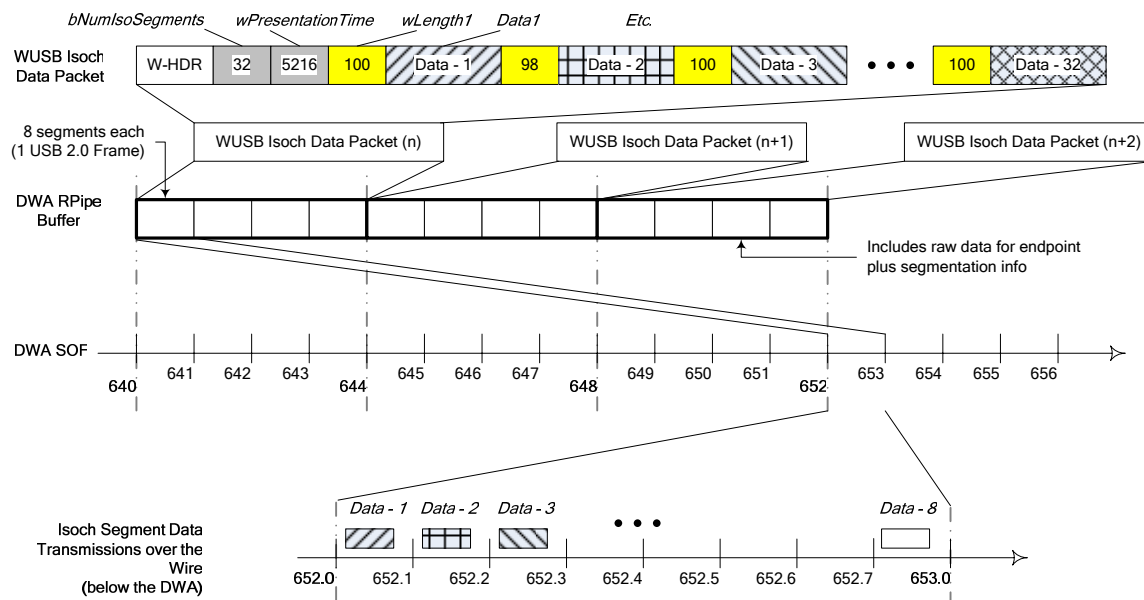 bNumIsoSegments wPresentationTime wLength1 Data1 Etc.
WUSB Isoch
Data Packet
W-HDR 32 5216 100 Data - 1 98 Data - 2 100 Data - 3 • • • 100 Data - 32
8 segments each
(1 USB 2.0 Frame)
WUSB Isoch Data Packet (n) WUSB Isoch Data Packet (n+1) WUSB Isoch Data Packet (n+2)
DWA RPipe
Buffer
Includes raw data for endpoint
plus segmentation info
DWA SOF
640 641 642 643 644 645 646 647 648 649 650 651 652 653 654 655 656
Data - 1 Data - 2 Data - 3 • • • Data - 8
Isoch Segment Data
Transmissions over the
Wire
(below the DWA)
652.0 652.1 652.2 652.3 652.4 652.5 652.6 652.7 653.0